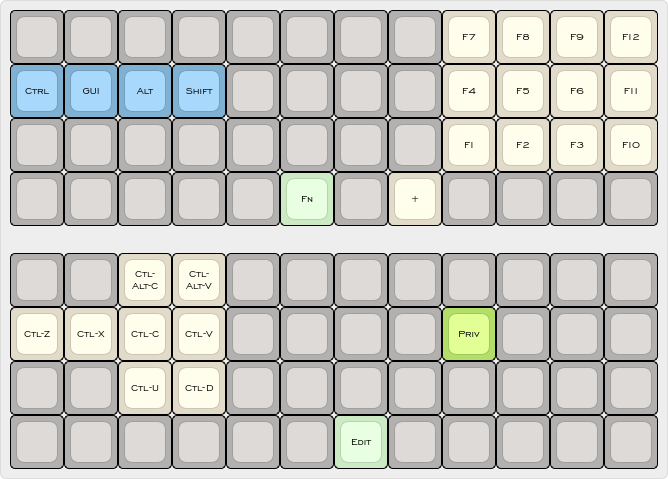 F7 F8 F9 F12
Ctrl GUI Alt Shift F4 F5 F6 F11
F1 F2 F3 F10
Fn +
Ctl-Alt-C Ctl-Alt-V
Ctl-Z Ctl-X Ctl-C Ctl-V Priv
Ctl-U Ctl-D
Edit